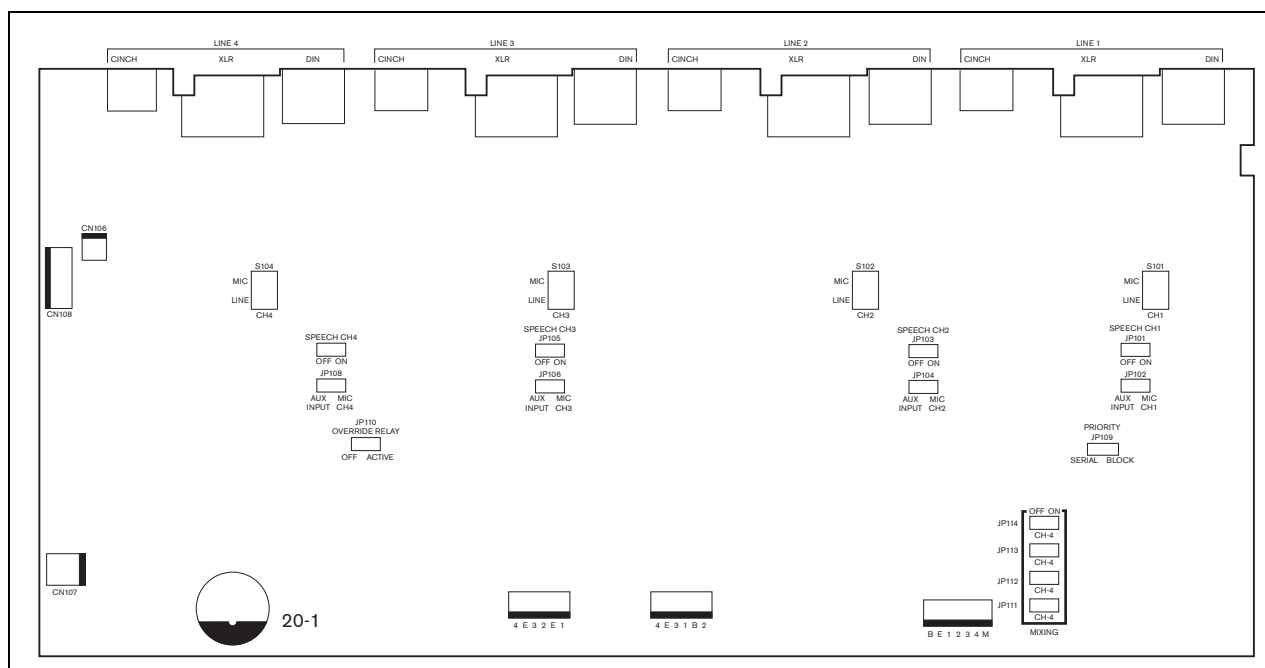 LINE 4 LINE 3 LINE 2 LINE 1
CINCH XLR DIN CINCH XLR DIN CINCH XLR DIN CINCH XLR DIN
CN106
CN108
S104 S103 S102 S101
MIC MIC MIC MIC
LINE LINE LINE LINE
CH4 CH3 CH2 CH1
SPEECH CH4 SPEECH CH3 SPEECH CH2 SPEECH CH1
JP105 JP103 JP101
OFF ON OFF ON OFF ON OFF ON
JP108 JP106 JP104 JP102
AUX MIC AUX MIC AUX MIC AUX MIC
INPUT CH4 INPUT CH3 INPUT CH2 INPUT CH1
JP110
OVERRIDE RELAY
OFF ACTIVE
PRIORITY
JP109
SERIAL BLOCK
OFF ON
JP114
CH-4
JP113
CH-4
JP112
CH-4
JP111
CH-4
MIXING
CN107
20-1
4 E 3 2 E 1
4 E 3 1 B 2
B E 1 2 3 4 M